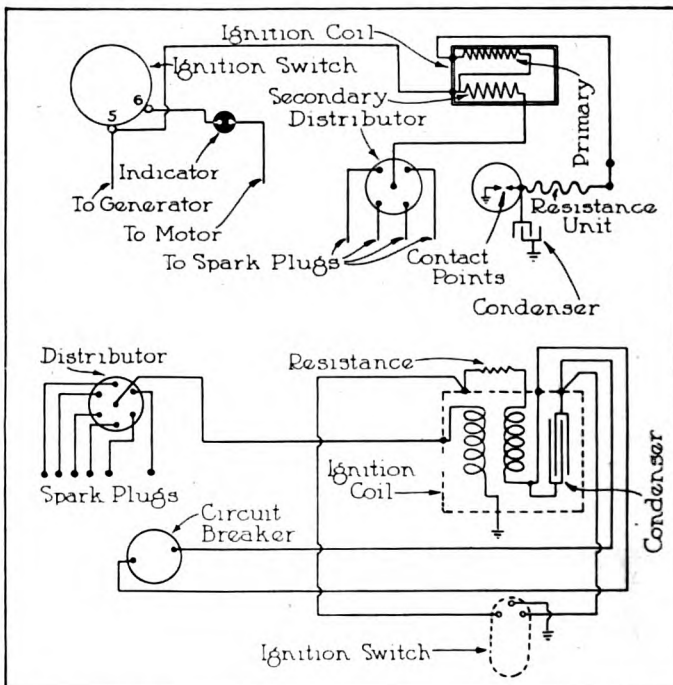 Ignition Coil
Ignition Switch
6
5
Secondary
Distributor
Primary
Indicator
To Generator
To Motor
To Spark Plugs
Contact
Points
Resistance
Unit
Condenser
Distributor
Resistance
Spark Plugs
Ignition
Coil
Condenser
Circuit
Breaker
Ignition Switch